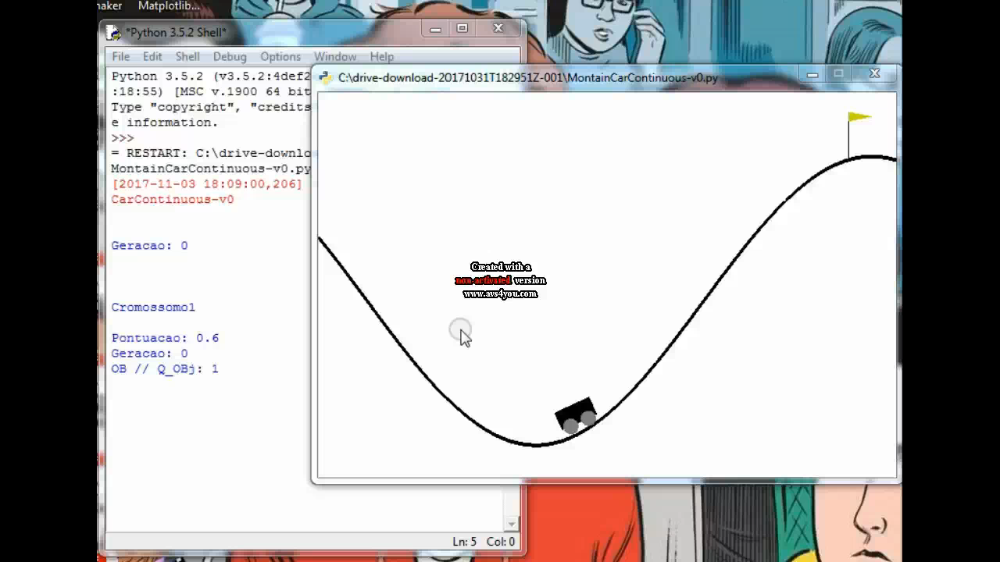 maker Matplotlib...
*Python 3.5.2 Shell*
File Edit Shell Debug Options Window Help
Python 3.5.2 (v3.5.2:4def2
:18:55) [MSC v.1900 64 bit
Type "copyright", "credits
e information.
>>>
= RESTART: C:\drive-downlo
MontainCarContinuous-v0.py
[2017-11-03 18:09:00,206]
CarContinuous-v0
Geracao: 0
Cromossomo1
Pontuacao: 0.6
Geracao: 0
OB // Q_OBj: 1
Ln: 5 Col: 0
C:\drive-download-20171031T182951Z-001\MontainCarContinuous-v0.py
Created with a
non-activated version
www.avs4you.com